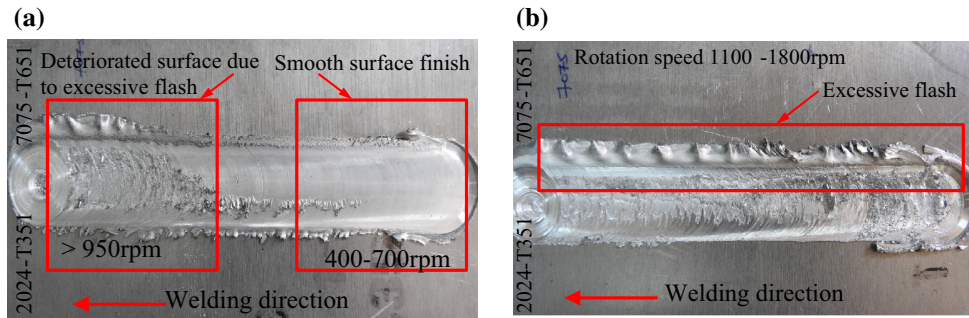 (a)
Deteriorated surface due
to excessive flash
Smooth surface finish
7075-T651
2024-T351
> 950rpm
400-700rpm
Welding direction
(b)
7075
Rotation speed 1100 -1800rpm
Excessive flash
7075-T651
2024-T351
Welding direction